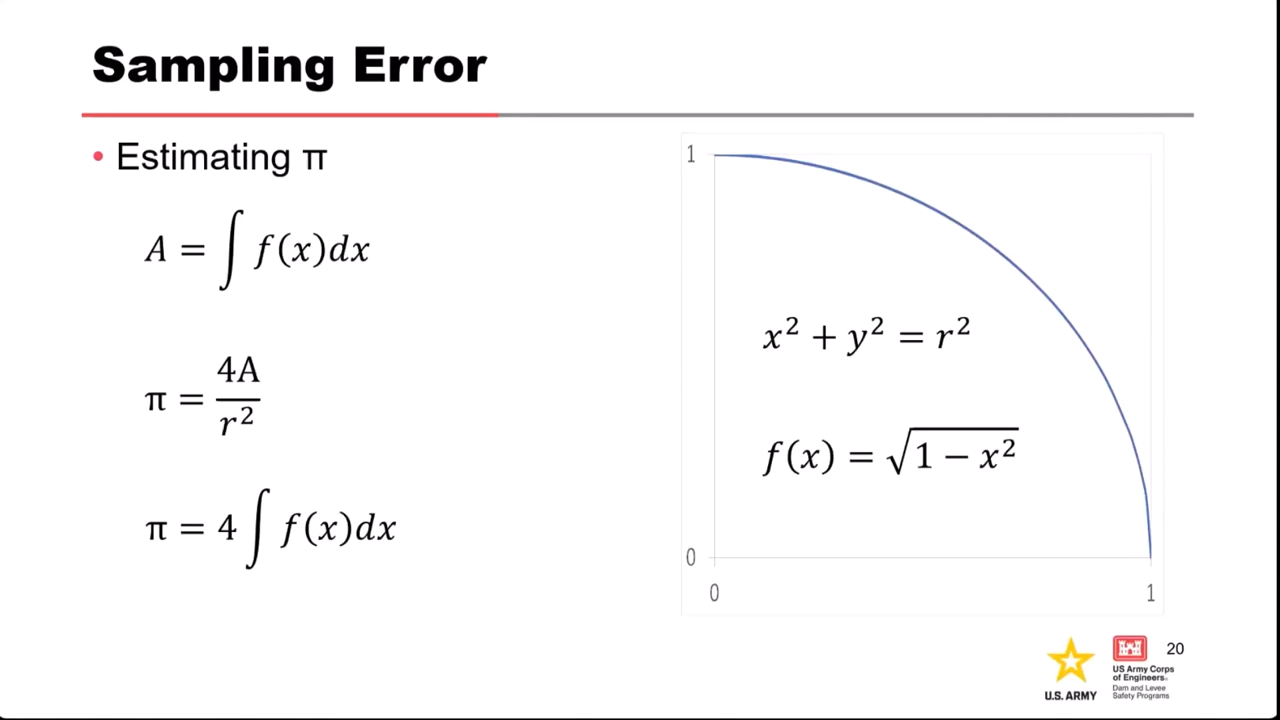 Sampling Error
• Estimating π
A = ∫ f(x)dx
π = 4A/r²
π = 4 ∫ f(x)dx
1
x² + y² = r²
f(x) = √(1 − x²)
0
0 1
U.S. ARMY
US Army Corps
of Engineers®
Dam and Levee
Safety Programs
20